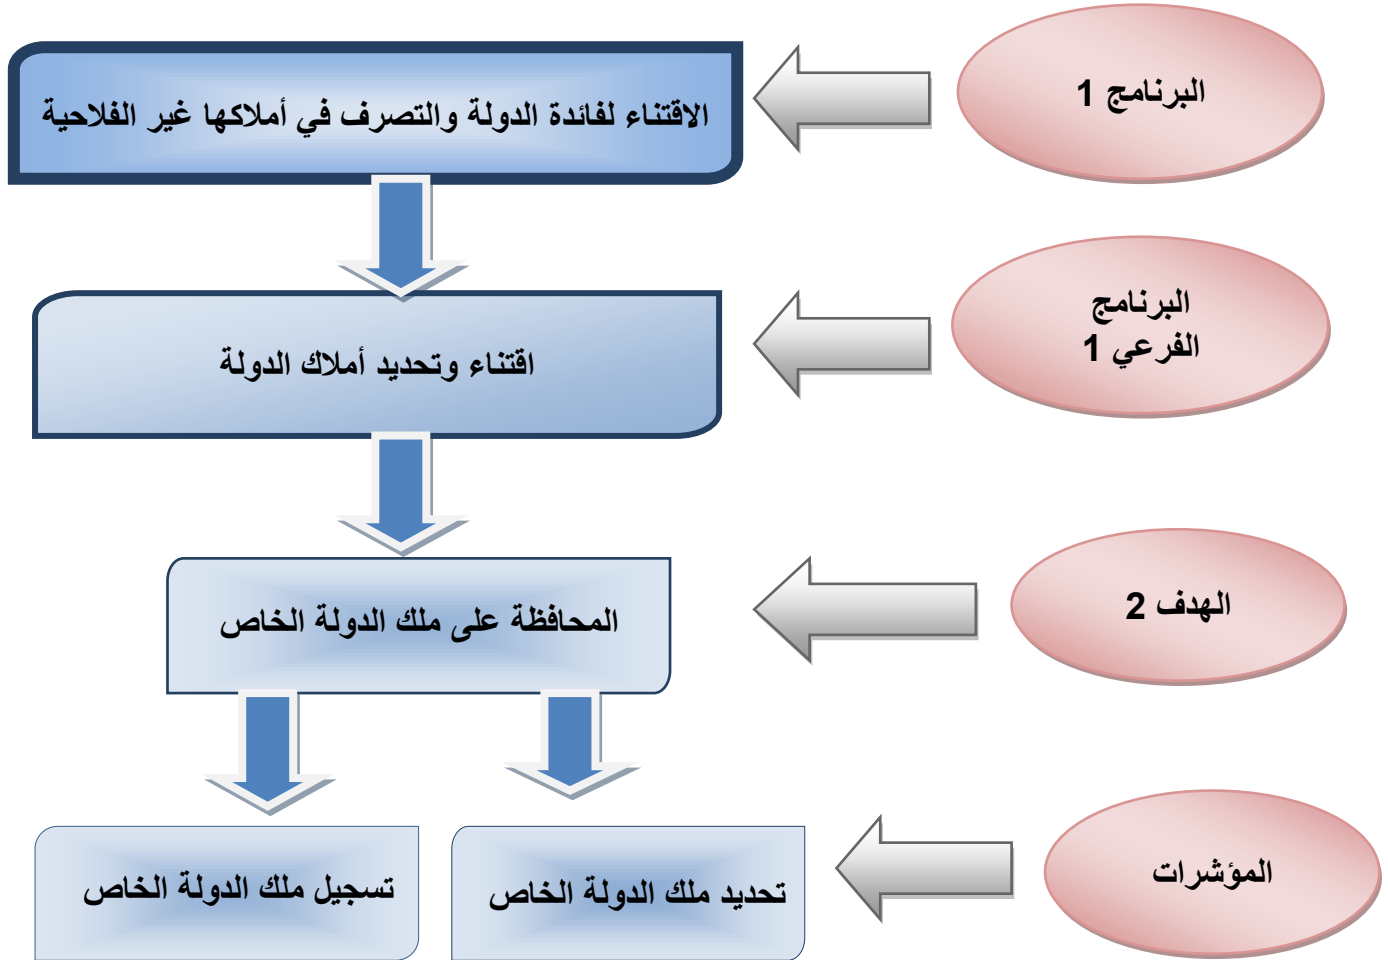 البرنامج 1
الاقتناء لفائدة الدولة والتصرف في أملاكها غير الفلاحية
البرنامج
الفرعي 1
اقتناء وتحديد أملاك الدولة
الهدف 2
المحافظة على ملك الدولة الخاص
المؤشرات
تحديد ملك الدولة الخاص
تسجيل ملك الدولة الخاص